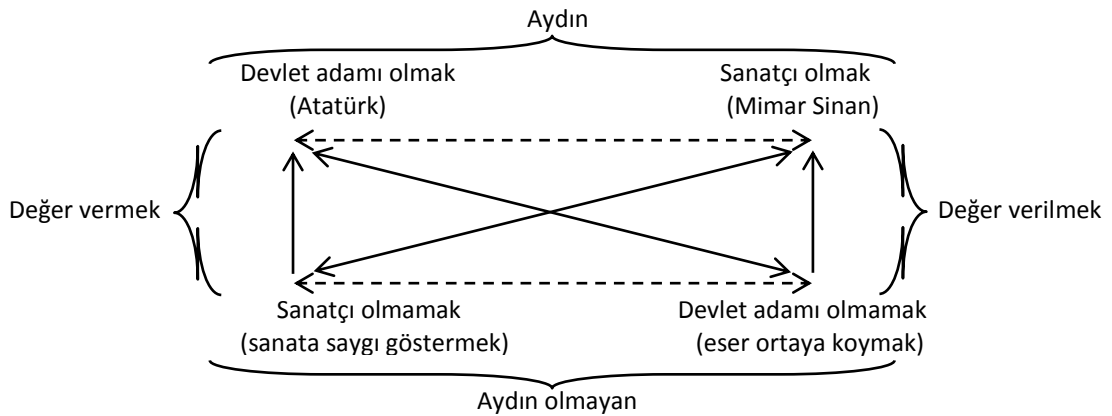 Aydın
Devlet adamı olmak
(Atatürk)
Sanatçı olmak
(Mimar Sinan)
Değer vermek
Değer verilmek
Sanatçı olmamak
(sanata saygı göstermek)
Devlet adamı olmamak
(eser ortaya koymak)
Aydın olmayan